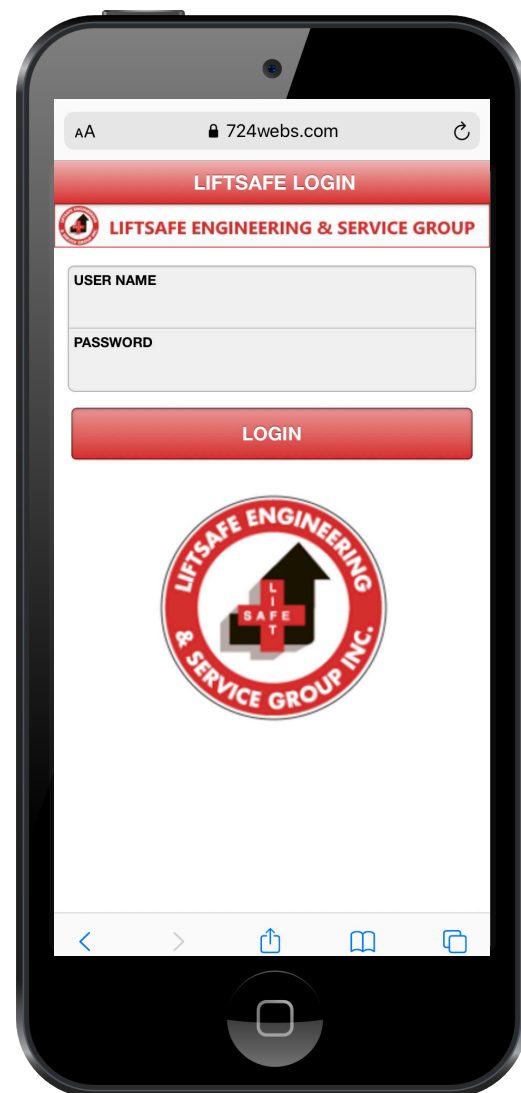 AA 724webs.com
LIFTSAFE LOGIN
LIFTSAFE ENGINEERING & SERVICE GROUP
USER NAME
PASSWORD
LOGIN
LIFTSAFE ENGINEERING
& SERVICE GROUP INC.
LIFT
SAFE